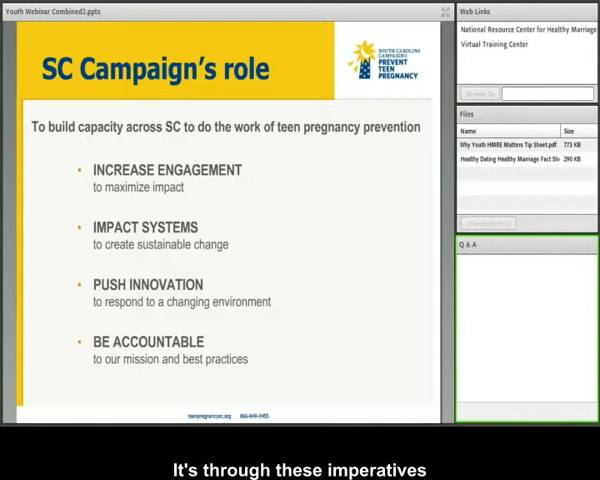 Youth Webinar Combined2.pptx
SC Campaign's role
SOUTH CAROLINA
CAMPAIGN
PREVENT
TEEN
PREGNANCY
To build capacity across SC to do the work of teen pregnancy prevention
• INCREASE ENGAGEMENT
to maximize impact
• IMPACT SYSTEMS
to create sustainable change
• PUSH INNOVATION
to respond to a changing environment
• BE ACCOUNTABLE
to our mission and best practices
teenpregnancysc.org 866-849-0455
Web Links
National Resource Center for Healthy Marriage
Virtual Training Center
Browse To
Files
Name Size
Why Youth HMRE Matters Tip Sheet.pdf 773 KB
Healthy Dating Healthy Marriage Fact Sh 290 KB
Q & A
It's through these imperatives